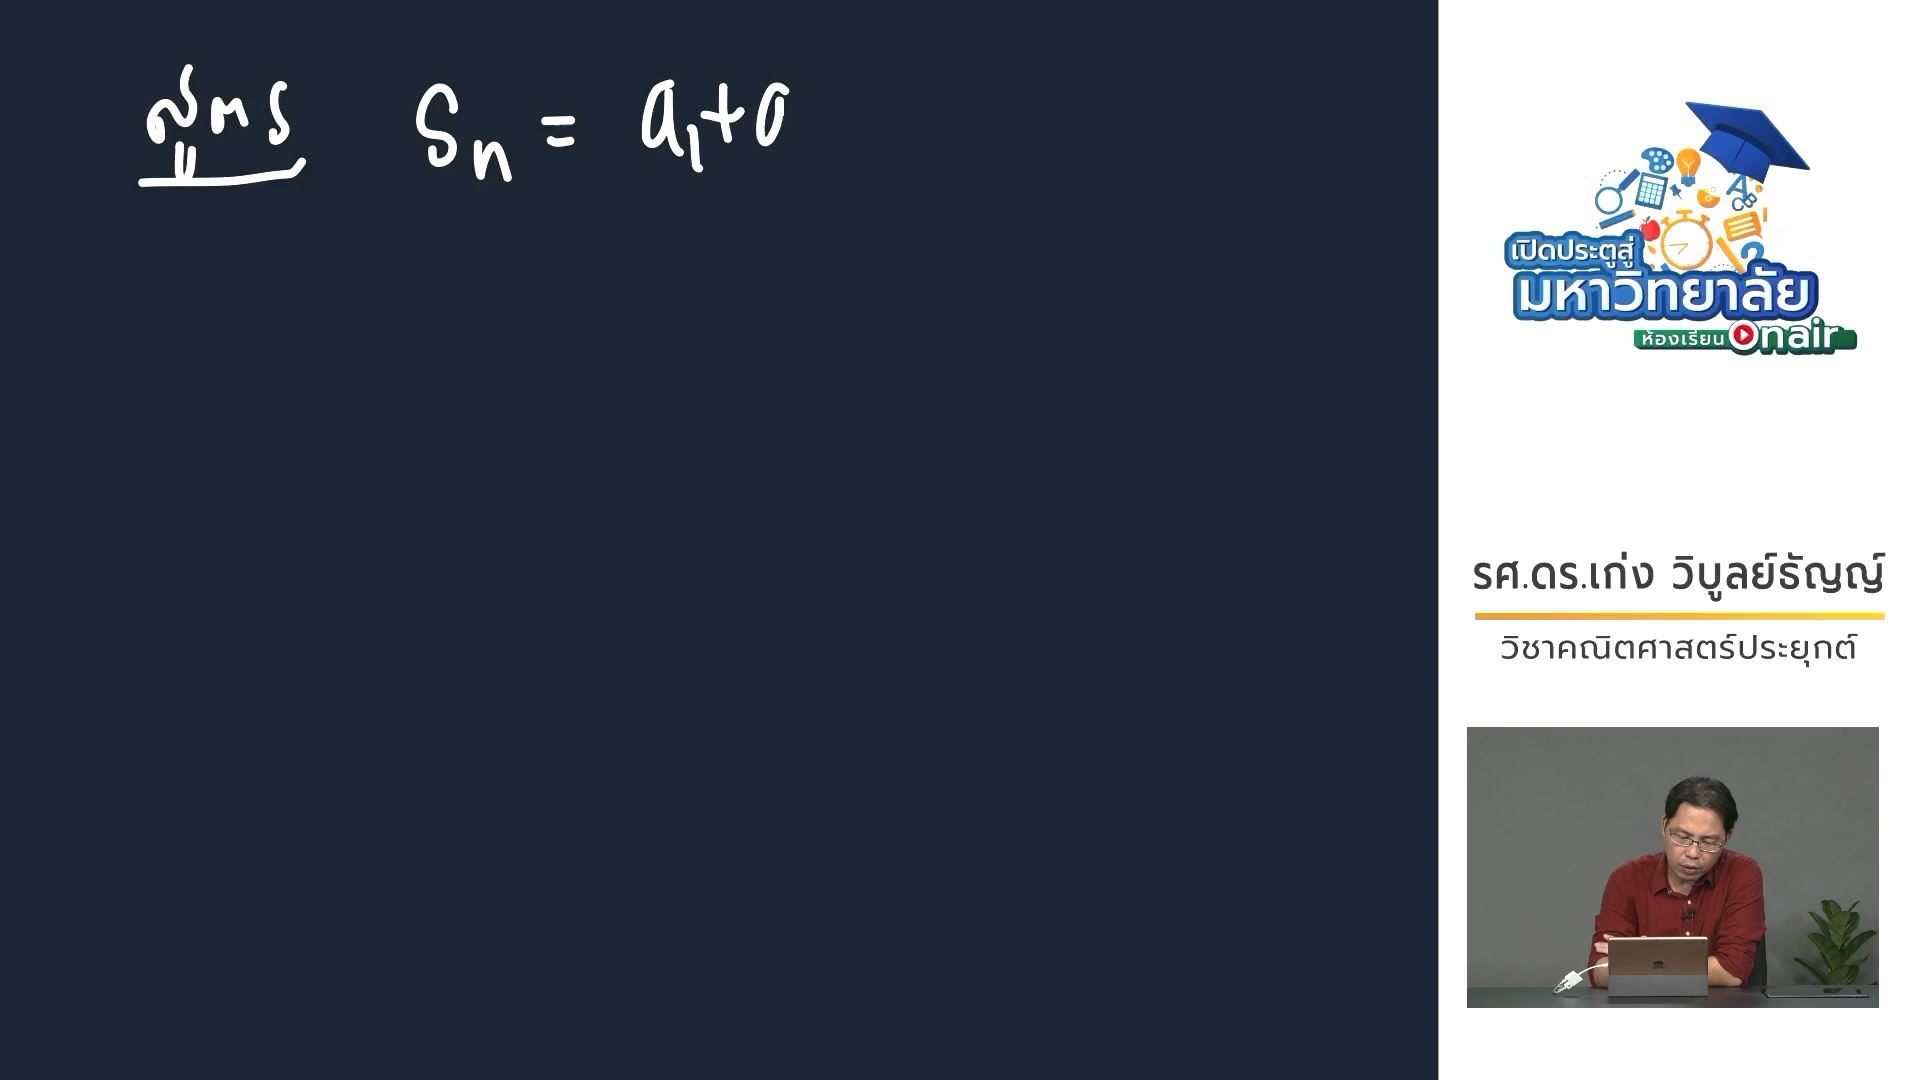 สูตร Sn = a1+a
เปิดประตูสู่
มหาวิทยาลัย
ห้องเรียน Onair
รศ.ดร.เก่ง วิบูลย์ธัญญ์
วิชาคณิตศาสตร์ประยุกต์